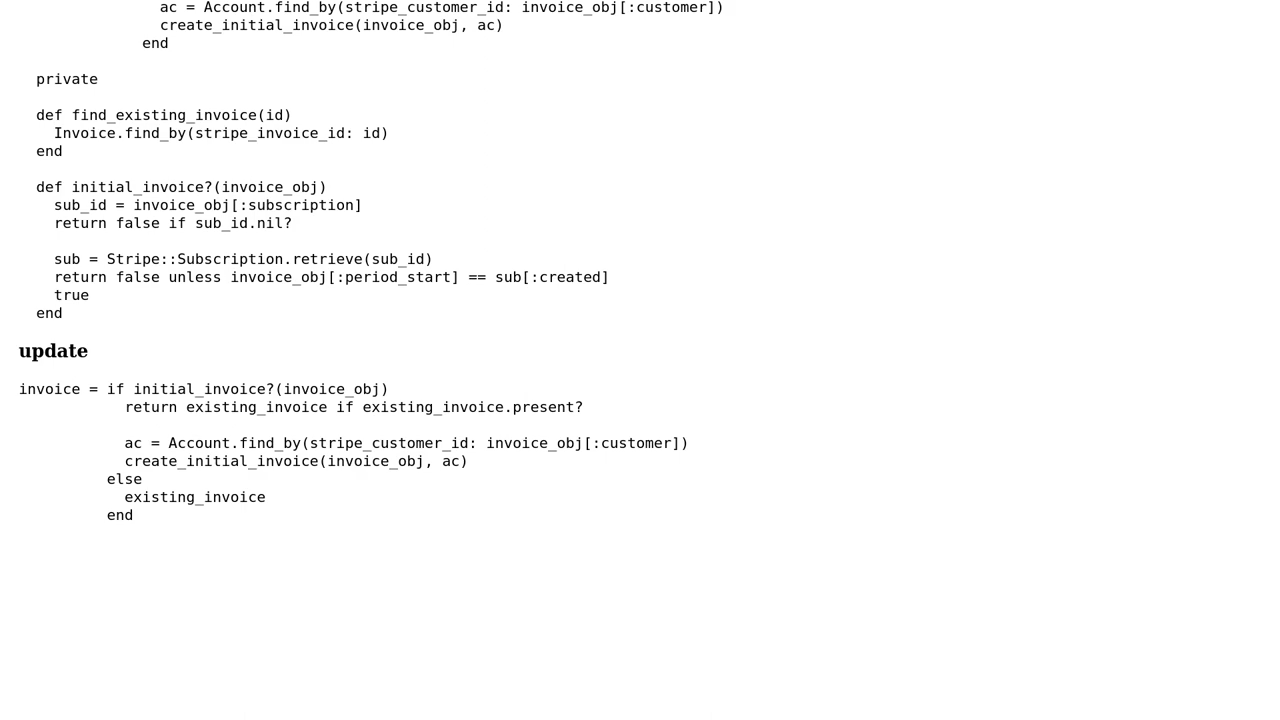 ac = Account.find_by(stripe_customer_id: invoice_obj[:customer])
create_initial_invoice(invoice_obj, ac)
end
private
def find_existing_invoice(id)
Invoice.find_by(stripe_invoice_id: id)
end
def initial_invoice?(invoice_obj)
sub_id = invoice_obj[:subscription]
return false if sub_id.nil?
sub = Stripe::Subscription.retrieve(sub_id)
return false unless invoice_obj[:period_start] == sub[:created]
true
end
update
invoice = if initial_invoice?(invoice_obj)
return existing_invoice if existing_invoice.present?
ac = Account.find_by(stripe_customer_id: invoice_obj[:customer])
create_initial_invoice(invoice_obj, ac)
else
existing_invoice
end